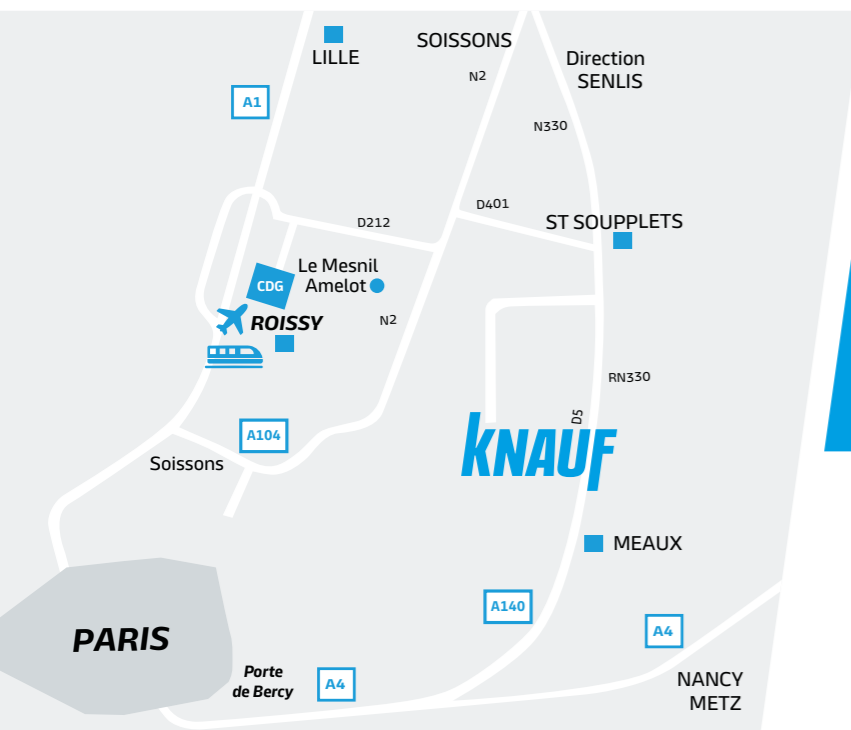 LILLE
SOISSONS
N2
Direction
SENLIS
A1
N330
D401
D212
ST SOUPPLETS
Le Mesnil
Amelot
CDG
ROISSY
N2
RN330
D5
A104
KNAUF
Soissons
MEAUX
A140
A4
PARIS
Porte
de Bercy
A4
NANCY
METZ